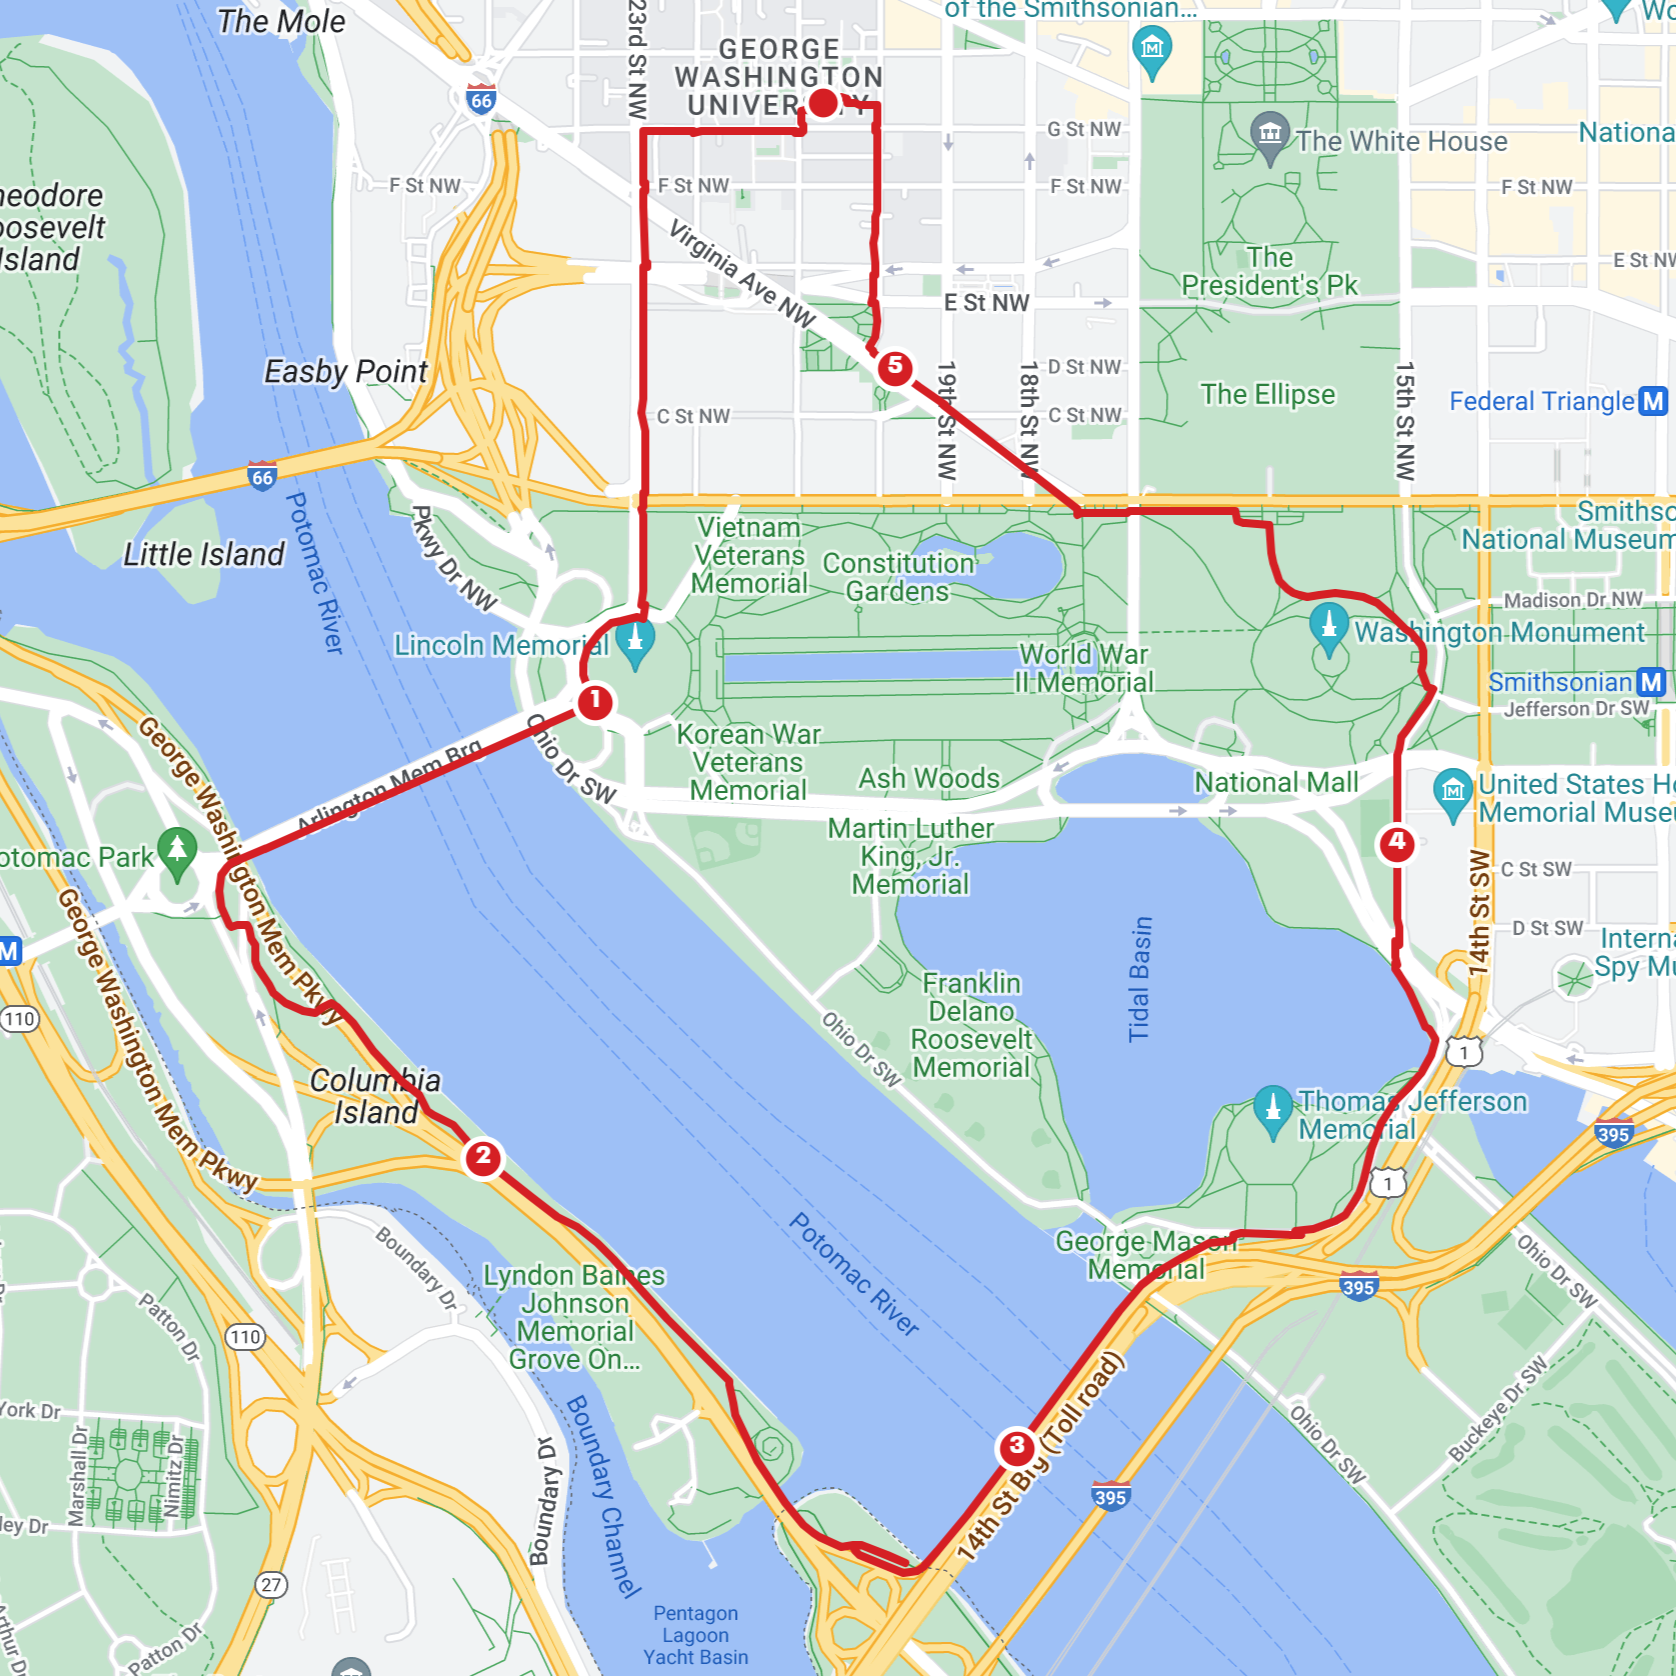 The Mole
23rd St NW
GEORGE
WASHINGTON
UNIVER Y
of the Smithsonian...
66
G St NW
The White House
Nationa
F St NW
F St NW
F St NW
F St NW
heodore
oosevelt
Island
Virginia Ave NW
The
President's Pk
E St NW
E St NW
Easby Point
5
19th St NW
18th St NW
D St NW
15th St NW
The Ellipse
Federal Triangle M
C St NW
C St NW
66
Potomac River
Little Island
Pkwy Dr NW
Vietnam
Veterans
Memorial
Constitution
Gardens
Smithso
National Museum
Madison Dr NW
Lincoln Memorial
Washington Monument
World War
II Memorial
Smithsonian M
Jefferson Dr SW
1
George Washington Mem Pkwy
Arlington Mem Brg
Ohio Dr SW
Korean War
Veterans
Memorial
Ash Woods
National Mall
United States Ho
Memorial Museu
otomac Park
Martin Luther
King, Jr.
Memorial
4
14th St SW
C St SW
D St SW
Interna
Spy Mu
M
George Washington Mem Pkwy
110
Franklin
Delano
Roosevelt
Memorial
Tidal Basin
Ohio Dr SW
1
Columbia
Island
Thomas Jefferson
Memorial
395
2
1
Boundary Dr
Potomac River
George Mason
Memorial
395
Ohio Dr SW
Lyndon Baines
Johnson
Memorial
Grove On...
Patton Dr
110
14th St Brg (Toll road)
Buckeye Dr SW
York Dr
Marshall Dr
Nimitz Dr
Boundary Dr
Boundary Channel
3
395
Ohio Dr SW
ley Dr
27
Arthur Dr
Patton Dr
Pentagon
Lagoon
Yacht Basin